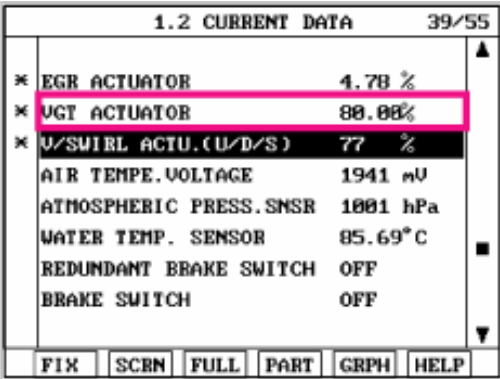 1.2 CURRENT DATA 39/55
* EGR ACTUATOR 4.78 %
* VGT ACTUATOR 80.00%
* V/SWIRL ACTU.(U/D/S) 77 %
AIR TEMPE.VOLTAGE 1941 mV
ATMOSPHERIC PRESS.SNSR 1001 hPa
WATER TEMP. SENSOR 85.69°C
REDUNDANT BRAKE SWITCH OFF
BRAKE SWITCH OFF
FIX SCRN FULL PART GRPH HELP